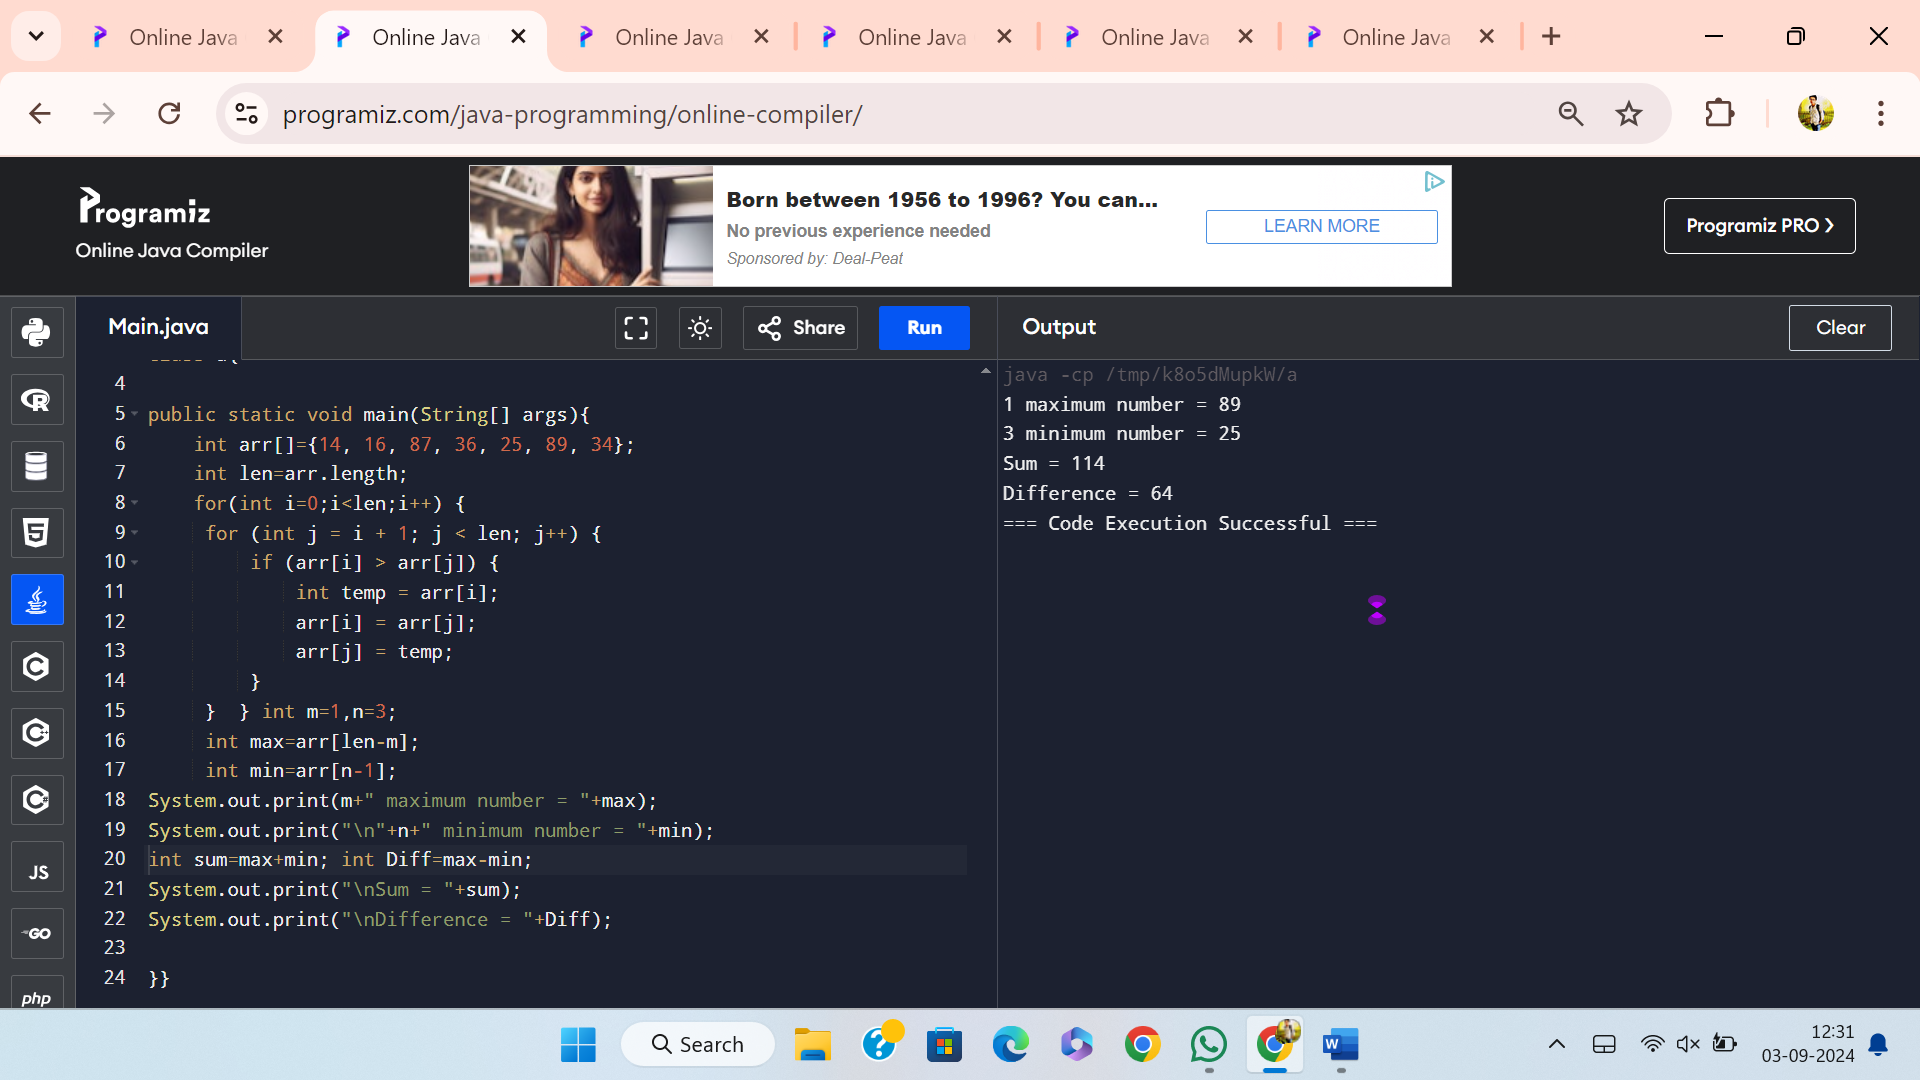 Online Java
Online Java
Online Java
Online Java
Online Java
Online Java
programiz.com/java-programming/online-compiler/
Programiz
Online Java Compiler
Born between 1956 to 1996? You can...
No previous experience needed
Sponsored by: Deal-Peat
LEARN MORE
Programiz PRO ❯
Main.java
Share
Run
Output
Clear
4
5 public static void main(String[] args){
6 int arr[]={14, 16, 87, 36, 25, 89, 34};
7 int len=arr.length;
8 for(int i=0;i<len;i++) {
9 for (int j = i + 1; j < len; j++) {
10 if (arr[i] > arr[j]) {
11 int temp = arr[i];
12 arr[i] = arr[j];
13 arr[j] = temp;
14 }
15 }  } int m=1,n=3;
16 int max=arr[len-m];
17 int min=arr[n-1];
18 System.out.print(m+" maximum number = "+max);
19 System.out.print("\n"+n+" minimum number = "+min);
20 int sum=max+min; int Diff=max-min;
21 System.out.print("\nSum = "+sum);
22 System.out.print("\nDifference = "+Diff);
23
24 }}
java -cp /tmp/k8o5dMupkW/a
1 maximum number = 89
3 minimum number = 25
Sum = 114
Difference = 64
=== Code Execution Successful ===
JS
GO
php
Search
12:31
03-09-2024